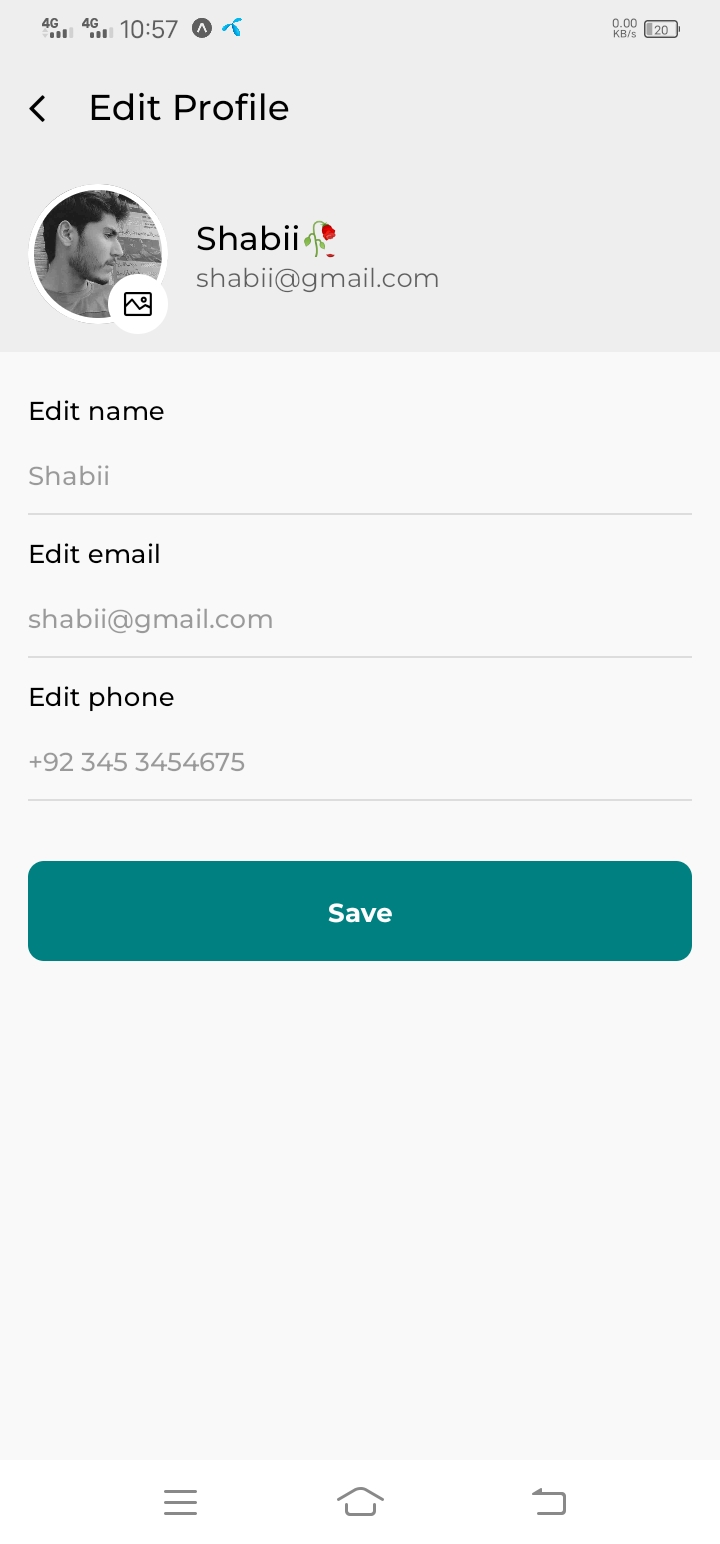 4G 4G 10:57 0.00 KB/s 20
Edit Profile
Shabii🥀
shabii@gmail.com
Edit name
Shabii
Edit email
shabii@gmail.com
Edit phone
+92 345 3454675
Save